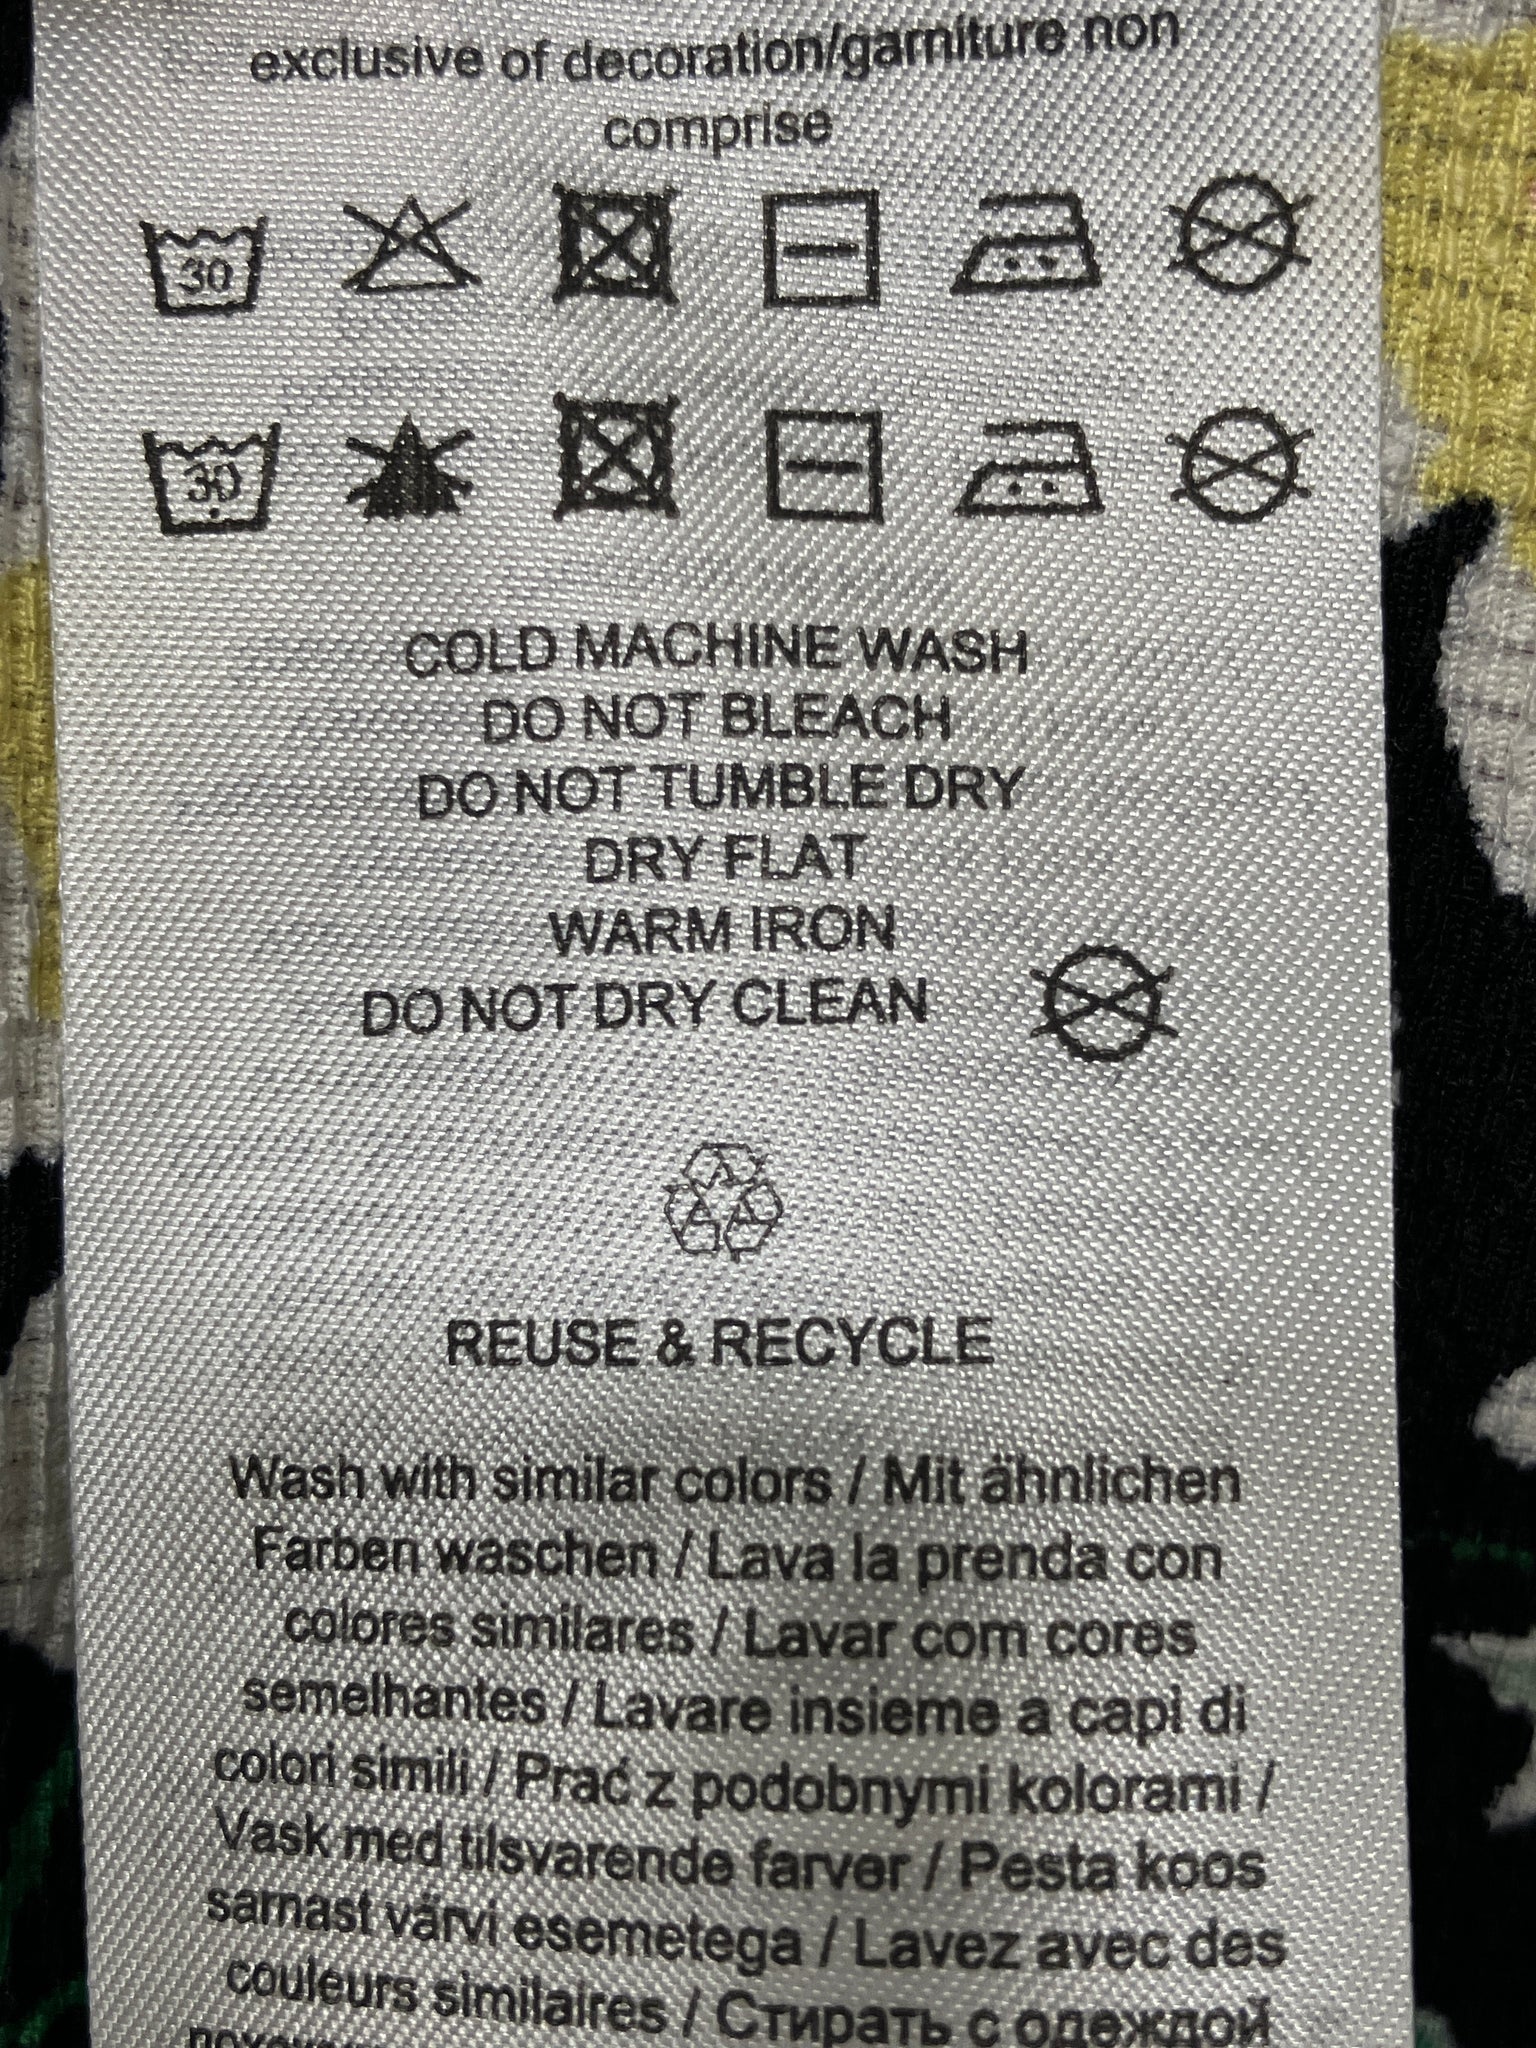 exclusive of decoration/garniture non
comprise
30
30
COLD MACHINE WASH
DO NOT BLEACH
DO NOT TUMBLE DRY
DRY FLAT
WARM IRON
DO NOT DRY CLEAN
REUSE & RECYCLE
Wash with similar colors / Mit ähnlichen
Farben waschen / Lava la prenda con
colores similares / Lavar com cores
semelhantes / Lavare insieme a capi di
colori simili / Prać z podobnymi kolorami /
Vask med tilsvarende farver / Pesta koos
sarnast värvi esemetega / Lavez avec des
couleurs similaires / Стирать с одеждой